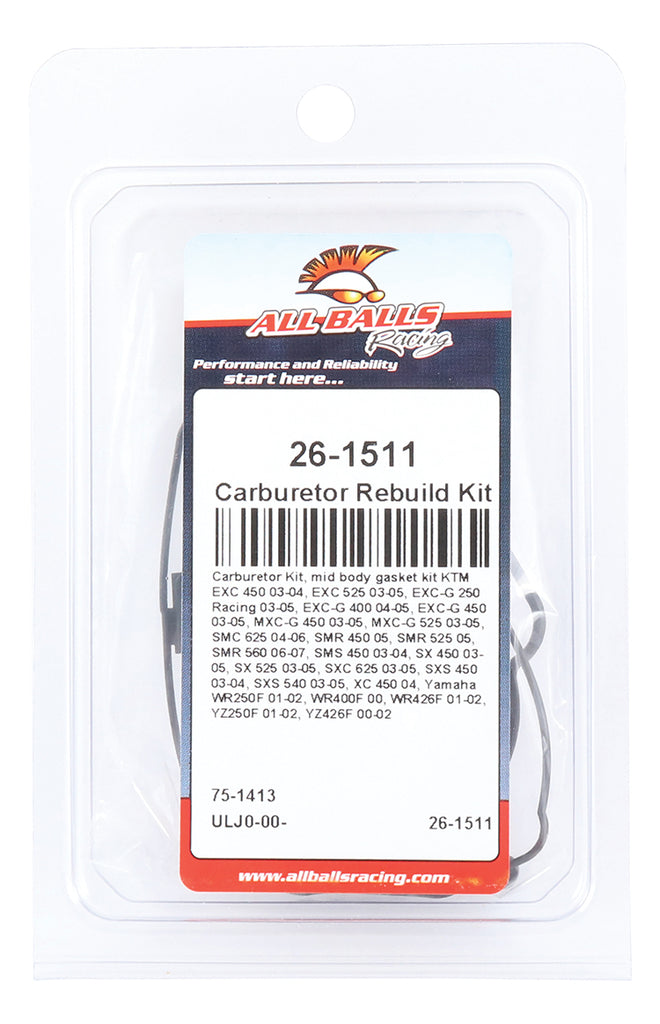 ALL BALLS
Racing
Performance and Reliability
start here...
26-1511
Carburetor Rebuild Kit
Carburetor Kit, mid body gasket kit KTM
EXC 450 03-04, EXC 525 03-05, EXC-G 250
Racing 03-05, EXC-G 400 04-05, EXC-G 450
03-05, MXC-G 450 03-05, MXC-G 525 03-05,
SMC 625 04-06, SMR 450 05, SMR 525 05,
SMR 560 06-07, SMS 450 03-04, SX 450 03-
05, SX 525 03-05, SXC 625 03-05, SXS 450
03-04, SXS 540 03-05, XC 450 04, Yamaha
WR250F 01-02, WR400F 00, WR426F 01-02,
YZ250F 01-02, YZ426F 00-02
75-1413
ULJ0-00- 26-1511
www.allballsracing.com